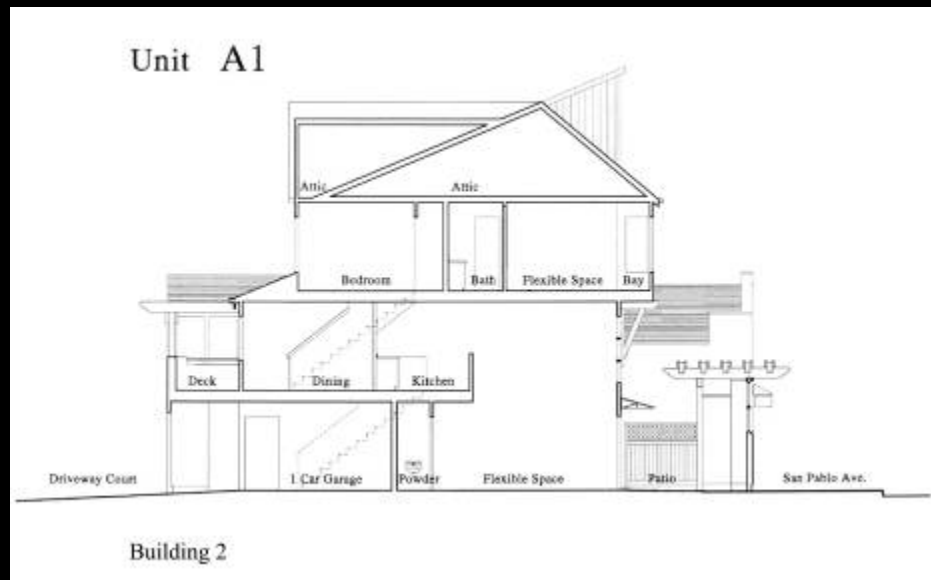 Unit A1
Attic Attic
Bedroom Bath Flexible Space Bay
Deck Dining Kitchen
Driveway Court 1 Car Garage Powder Flexible Space Patio San Pablo Ave.
Building 2